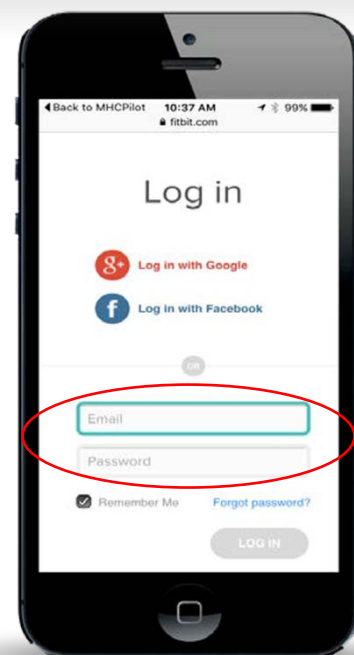 Back to MHCPilot 10:37 AM 99%
fitbit.com
Log in
g+ Log in with Google
f Log in with Facebook
OR
Email
Password
Remember Me Forgot password?
LOG IN